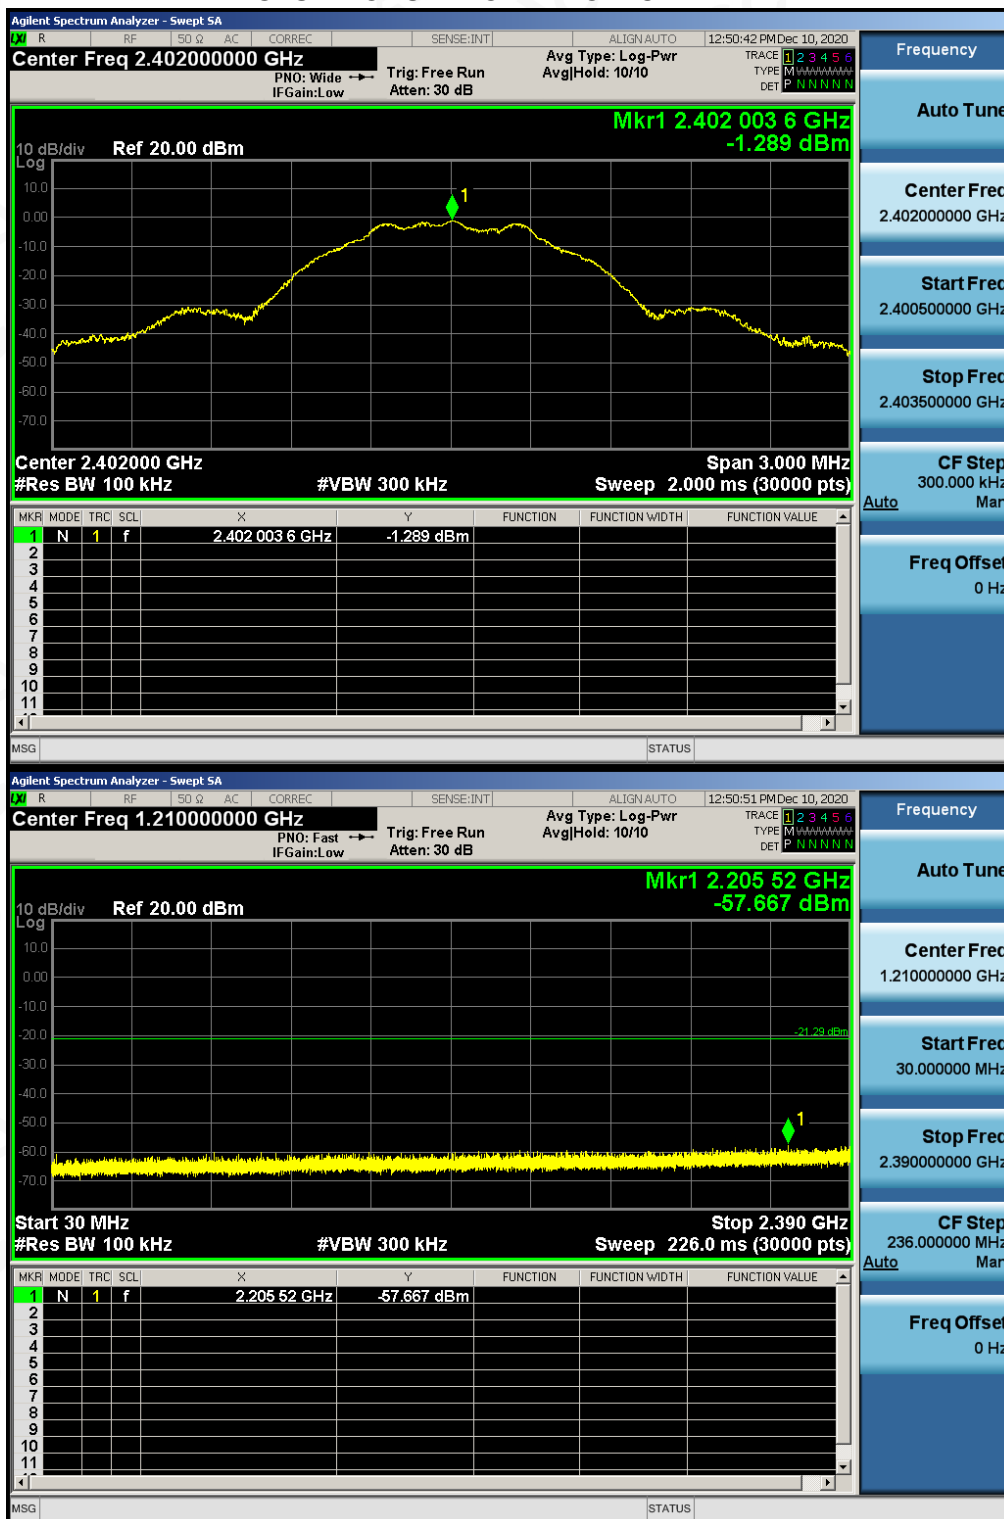 Agilent Spectrum Analyzer - Swept SA
LXI R RF 50 Ω AC CORREC SENSE:INT ALIGN AUTO 12:50:42 PM Dec 10, 2020
Center Freq 2.402000000 GHz
PNO: Wide
IFGain:Low
Trig: Free Run
Atten: 30 dB
Avg Type: Log-Pwr
Avg|Hold: 10/10
TRACE 1 2 3 4 5 6
TYPE M
DET P N N N N N
Mkr1 2.402 003 6 GHz
-1.289 dBm
10 dB/div Ref 20.00 dBm
Log
10.0
0.00
-10.0
-20.0
-30.0
-40.0
-50.0
-60.0
-70.0
1
Center 2.402000 GHz Span 3.000 MHz
#Res BW 100 kHz #VBW 300 kHz Sweep 2.000 ms (30000 pts)
MKR MODE TRC SCL X Y FUNCTION FUNCTION WIDTH FUNCTION VALUE
1 N 1 f 2.402 003 6 GHz -1.289 dBm
2
3
4
5
6
7
8
9
10
11
MSG STATUS
Frequency
Auto Tune
Center Freq
2.402000000 GHz
Start Freq
2.400500000 GHz
Stop Freq
2.403500000 GHz
CF Step
300.000 kHz
Auto Man
Freq Offset
0 Hz
Agilent Spectrum Analyzer - Swept SA
LXI R RF 50 Ω AC CORREC SENSE:INT ALIGN AUTO 12:50:51 PM Dec 10, 2020
Center Freq 1.210000000 GHz
PNO: Fast
IFGain:Low
Trig: Free Run
Atten: 30 dB
Avg Type: Log-Pwr
Avg|Hold: 10/10
TRACE 1 2 3 4 5 6
TYPE M
DET P N N N N N
Mkr1 2.205 52 GHz
-57.667 dBm
10 dB/div Ref 20.00 dBm
Log
10.0
0.00
-10.0
-20.0
-30.0
-40.0
-50.0
-60.0
-70.0
-21.29 dBm
1
Start 30 MHz Stop 2.390 GHz
#Res BW 100 kHz #VBW 300 kHz Sweep 226.0 ms (30000 pts)
MKR MODE TRC SCL X Y FUNCTION FUNCTION WIDTH FUNCTION VALUE
1 N 1 f 2.205 52 GHz -57.667 dBm
2
3
4
5
6
7
8
9
10
11
MSG STATUS
Frequency
Auto Tune
Center Freq
1.210000000 GHz
Start Freq
30.000000 MHz
Stop Freq
2.390000000 GHz
CF Step
236.000000 MHz
Auto Man
Freq Offset
0 Hz